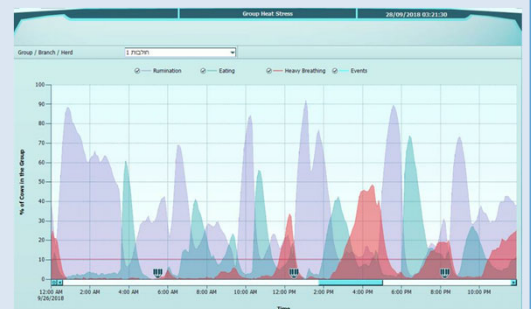 Group Heat Stress
28/09/2018 03:21:30
Group / Branch / Herd
חולבות 1
Rumination
Eating
Heavy Breathing
Events
% of Cows in the Group
100
90
80
70
60
50
40
30
20
10
0
12:00 AM 2:00 AM 4:00 AM 6:00 AM 8:00 AM 10:00 AM 12:00 PM 2:00 PM 4:00 PM 6:00 PM 8:00 PM 10:00 PM
9/26/2018
Time